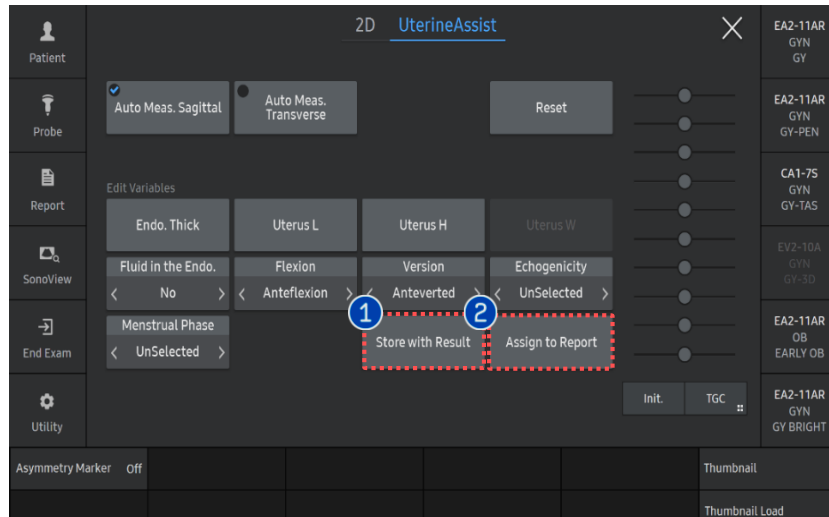 2D UterineAssist
Patient
Probe
Report
SonoView
End Exam
Utility
Auto Meas. Sagittal
Auto Meas.
Transverse
Reset
Edit Variables
Endo. Thick
Uterus L
Uterus H
Uterus W
Fluid in the Endo.
< No >
Flexion
< Anteflexion >
Version
< Anteverted >
Echogenicity
< UnSelected >
Menstrual Phase
< UnSelected >
1
Store with Result
2
Assign to Report
Init.
TGC
EA2-11AR
GYN
GY
EA2-11AR
GYN
GY-PEN
CA1-7S
GYN
GY-TAS
EV2-10A
GYN
GY-3D
EA2-11AR
OB
EARLY OB
EA2-11AR
GYN
GY BRIGHT
Asymmetry Marker Off
Thumbnail
Thumbnail Load